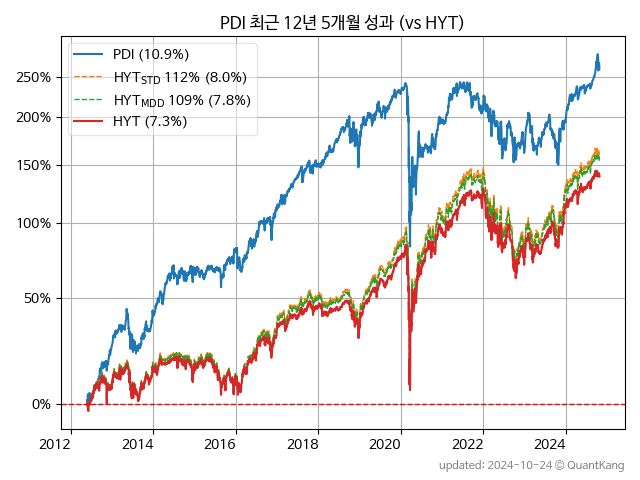 PDI 최근 12년 5개월 성과 (vs HYT)
PDI (10.9%)
HYT_STD 112% (8.0%)
HYT_MDD 109% (7.8%)
HYT (7.3%)
250%
200%
150%
100%
50%
0%
2012 2014 2016 2018 2020 2022 2024
updated: 2024-10-24 © QuantKang